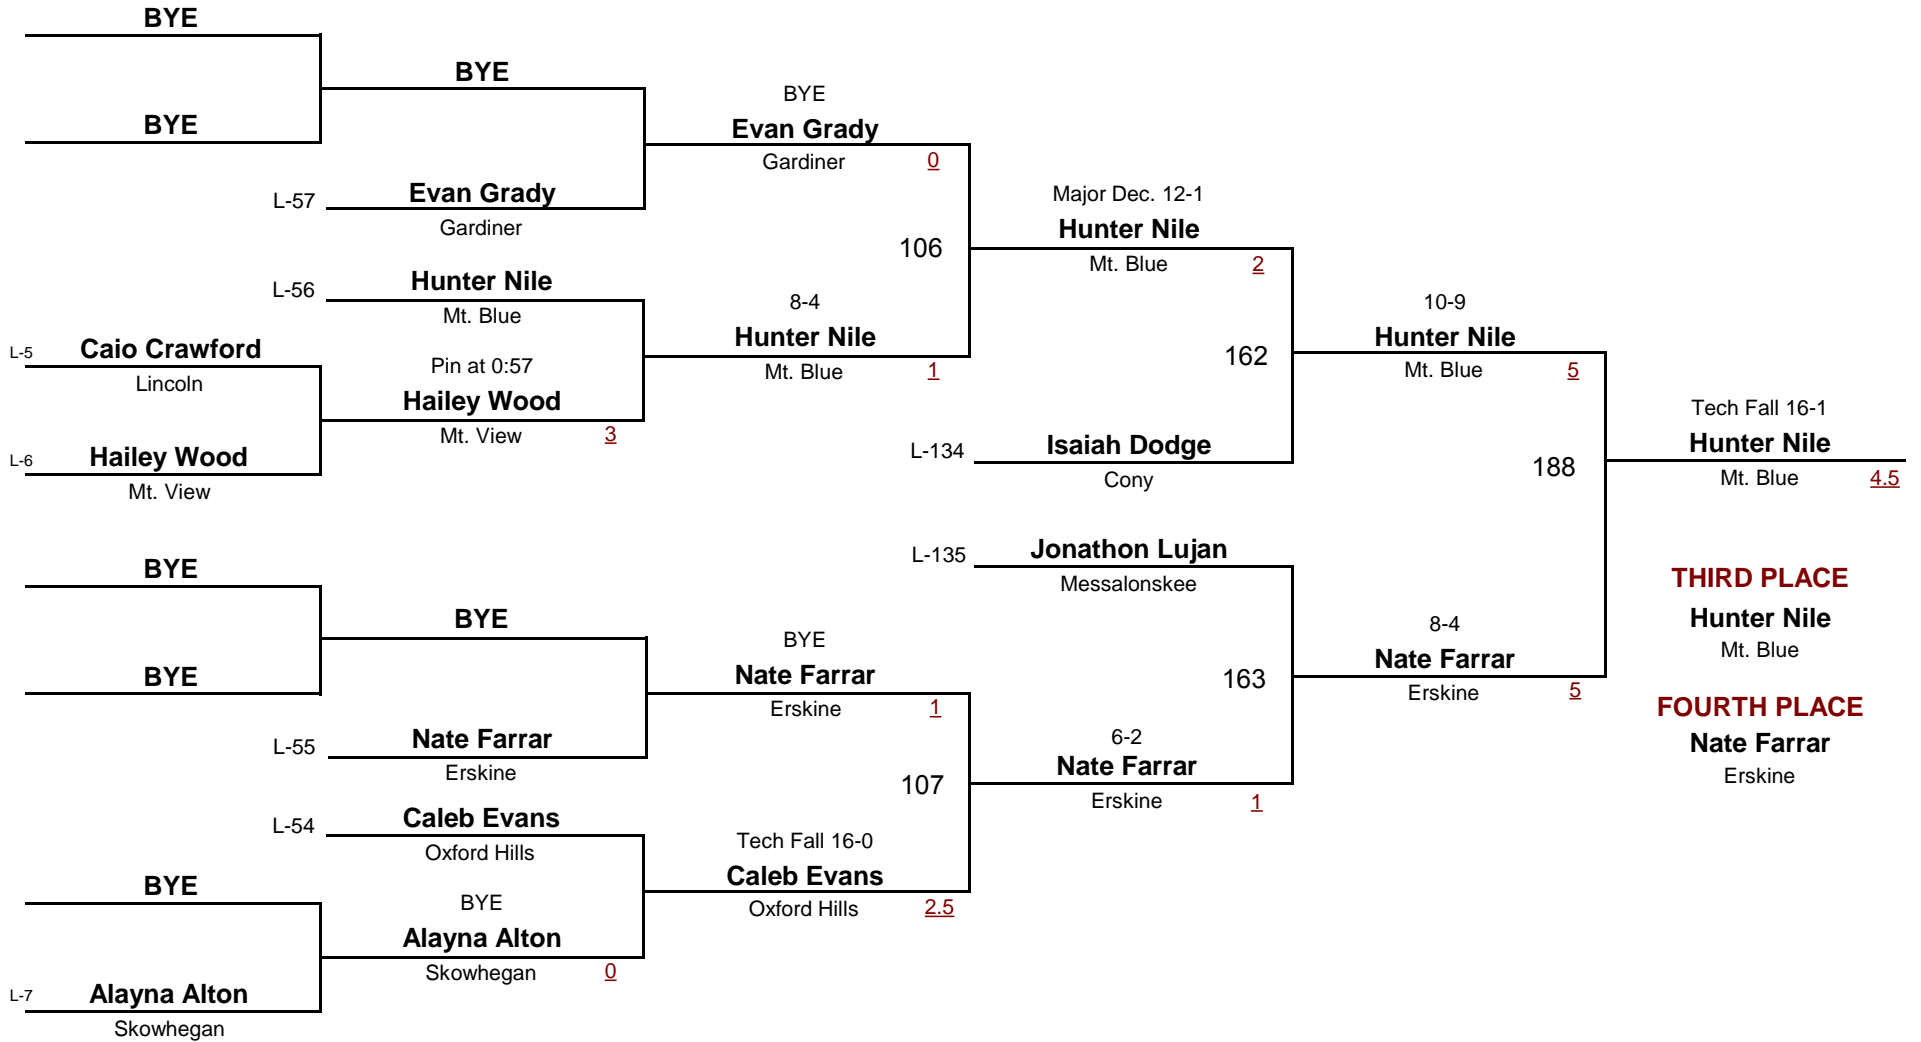 BYE
BYE
BYE
BYE
Evan Grady
Gardiner 0
L-57 Evan Grady
Gardiner
Major Dec. 12-1
Hunter Nile
Mt. Blue 2
106
L-56 Hunter Nile
Mt. Blue
8-4
Hunter Nile
Mt. Blue 1
10-9
Hunter Nile
Mt. Blue 5
L-5 Caio Crawford
Lincoln
Pin at 0:57
Hailey Wood
Mt. View 3
162
L-6 Hailey Wood
Mt. View
L-134 Isaiah Dodge
Cony
188
Tech Fall 16-1
Hunter Nile
Mt. Blue 4.5
L-135 Jonathon Lujan
Messalonskee
BYE
BYE
BYE
BYE
Nate Farrar
Erskine 1
163
8-4
Nate Farrar
Erskine 5
THIRD PLACE
Hunter Nile
Mt. Blue
FOURTH PLACE
Nate Farrar
Erskine
L-55 Nate Farrar
Erskine
6-2
Nate Farrar
Erskine 1
107
L-54 Caleb Evans
Oxford Hills
Tech Fall 16-0
Caleb Evans
Oxford Hills 2.5
BYE
BYE
Alayna Alton
Skowhegan 0
L-7 Alayna Alton
Skowhegan